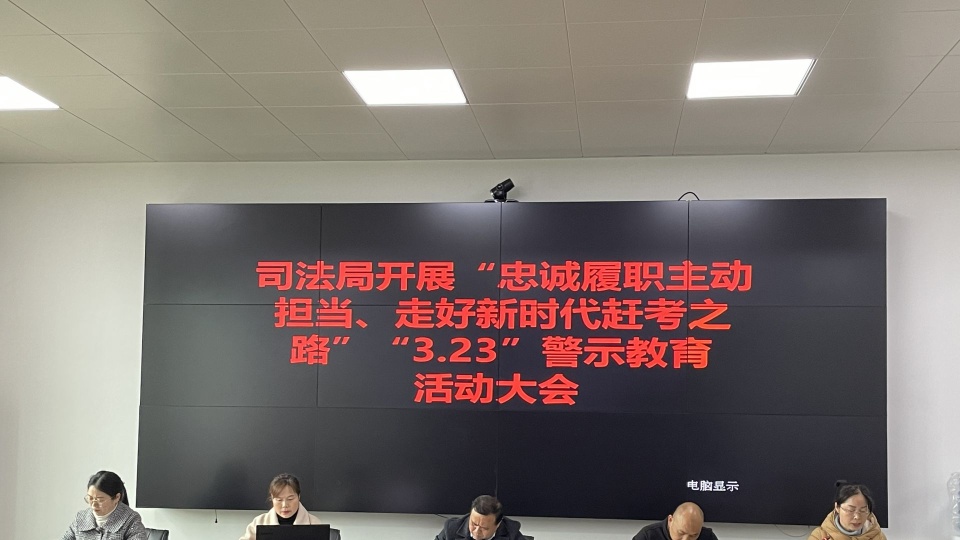 司法局开展“忠诚履职主动
担当、走好新时代赶考之
路”“3.23”警示教育
活动大会
电脑显示